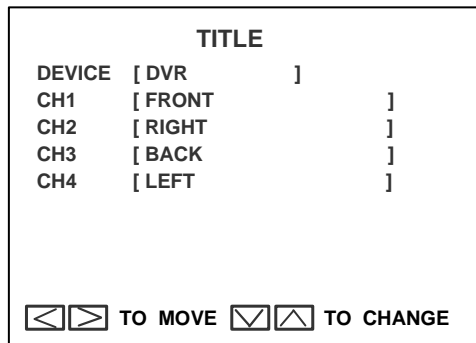 TITLE
DEVICE [ DVR ]
CH1 [ FRONT ]
CH2 [ RIGHT ]
CH3 [ BACK ]
CH4 [ LEFT ]
TO MOVE TO CHANGE